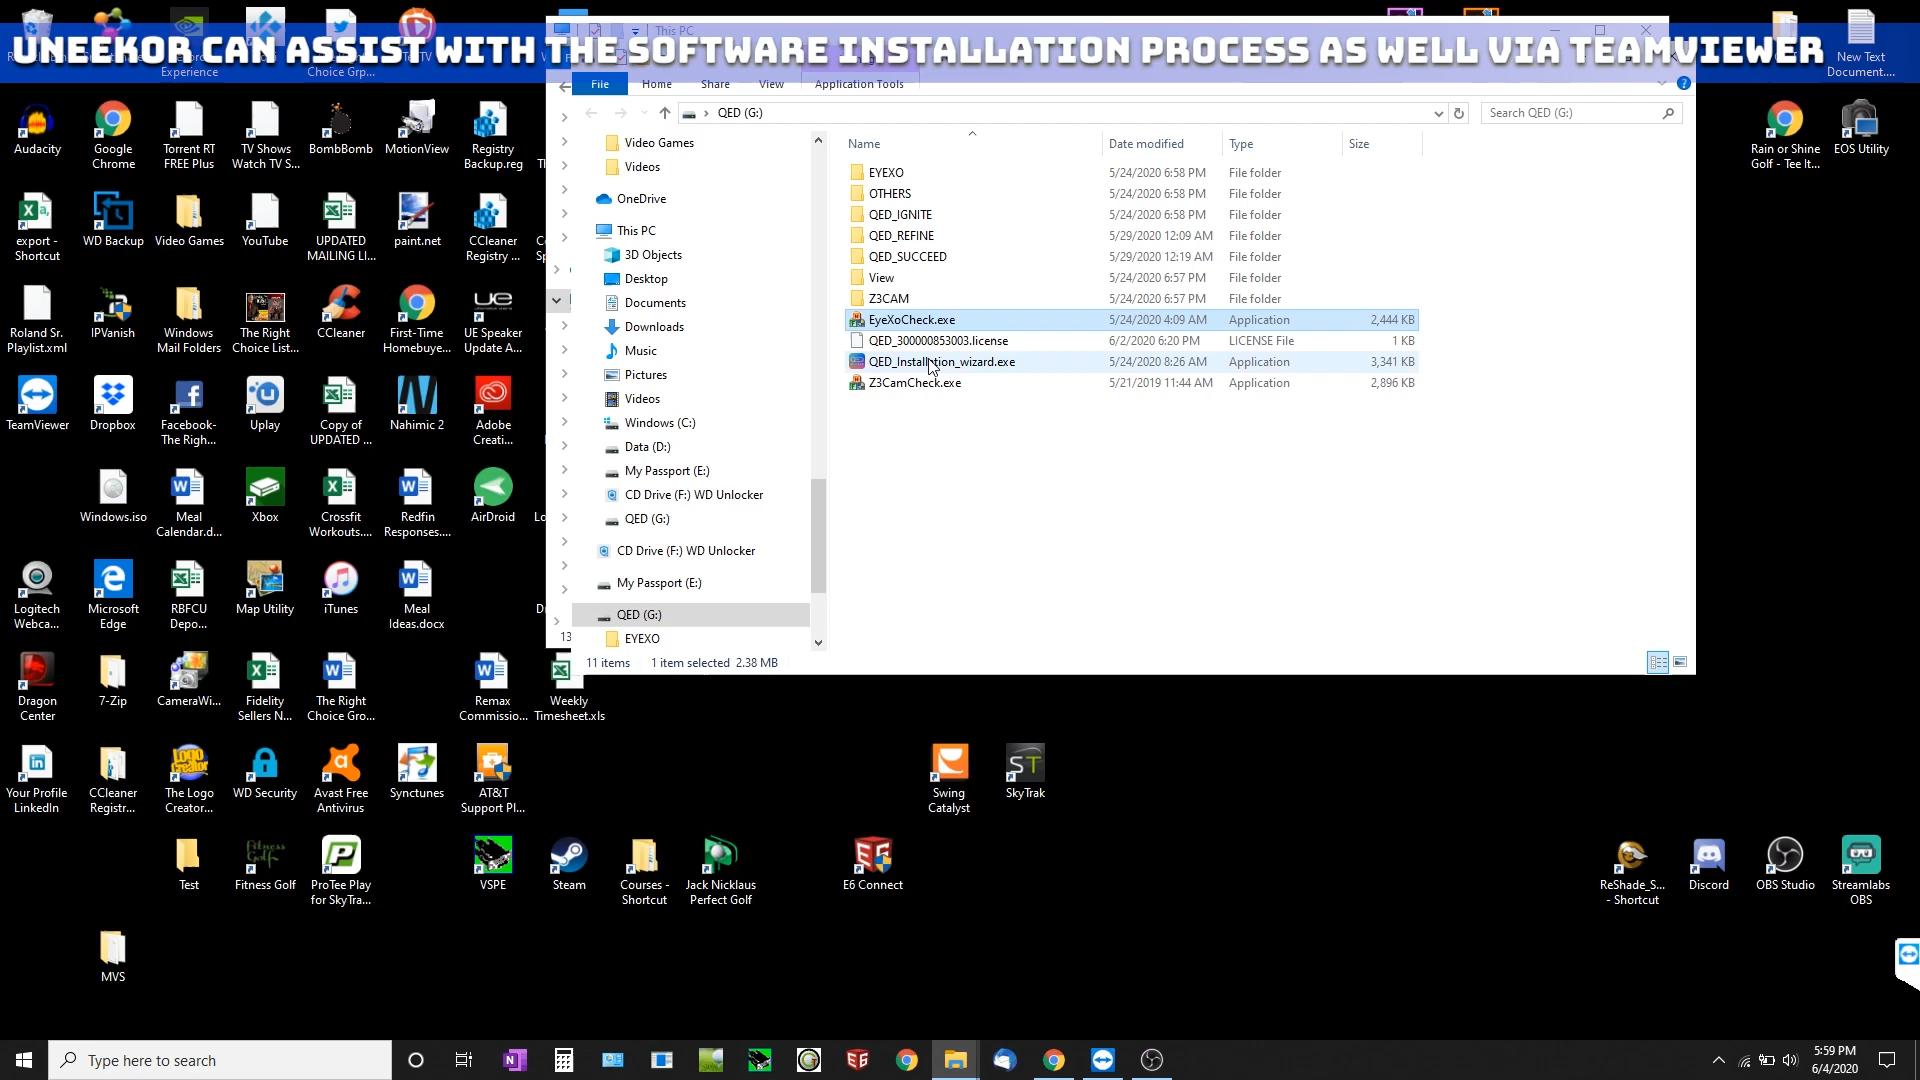 UNEEKOR CAN ASSIST WITH THE SOFTWARE INSTALLATION PROCESS AS WELL VIA TEAMVIEWER
Experience
Choice Grp...
This PC
New Text
Document....
File
Home
Share
View
Application Tools
QED (G:)
Search QED (G:)
Name
Date modified
Type
Size
EYEXO 5/24/2020 6:58 PM File folder
OTHERS 5/24/2020 6:58 PM File folder
QED_IGNITE 5/24/2020 6:58 PM File folder
QED_REFINE 5/29/2020 12:09 AM File folder
QED_SUCCEED 5/29/2020 12:19 AM File folder
View 5/24/2020 6:57 PM File folder
Z3CAM 5/24/2020 6:57 PM File folder
EyeXoCheck.exe 5/24/2020 4:09 AM Application 2,444 KB
QED_300000853003.license 6/2/2020 6:20 PM LICENSE File 1 KB
QED_Installation_wizard.exe 5/24/2020 8:26 AM Application 3,341 KB
Z3CamCheck.exe 5/21/2019 11:44 AM Application 2,896 KB
Video Games
Videos
OneDrive
This PC
3D Objects
Desktop
Documents
Downloads
Music
Pictures
Videos
Windows (C:)
Data (D:)
My Passport (E:)
CD Drive (F:) WD Unlocker
QED (G:)
CD Drive (F:) WD Unlocker
My Passport (E:)
QED (G:)
EYEXO
13
11 items
1 item selected 2.38 MB
Audacity
Google
Chrome
Torrent RT
FREE Plus
TV Shows
Watch TV S...
BombBomb
MotionView
Registry
Backup.reg
Rain or Shine
Golf - Tee It...
EOS Utility
export -
Shortcut
WD Backup
Video Games
YouTube
UPDATED
MAILING LI...
paint.net
CCleaner
Registry ...
Roland Sr.
Playlist.xml
IPVanish
Windows
Mail Folders
The Right
Choice List...
CCleaner
First-Time
Homebuye...
UE Speaker
Update A...
TeamViewer
Dropbox
Facebook-
The Righ...
Uplay
Copy of
UPDATED ...
Nahimic 2
Adobe
Creati...
Windows.iso
Meal
Calendar.d...
Xbox
Crossfit
Workouts....
Redfin
Responses....
AirDroid
Logitech
Webca...
Microsoft
Edge
RBFCU
Depo...
Map Utility
iTunes
Meal
Ideas.docx
Dragon
Center
7-Zip
CameraWi...
Fidelity
Sellers N...
The Right
Choice Gro...
Remax
Commissio...
Weekly
Timesheet.xls
Your Profile
LinkedIn
CCleaner
Registr...
The Logo
Creator...
WD Security
Avast Free
Antivirus
Synctunes
AT&T
Support Pl...
Swing
Catalyst
ST
SkyTrak
Test
Fitness Golf
ProTee Play
for SkyTra...
VSPE
Steam
Courses -
Shortcut
Jack Nicklaus
Perfect Golf
E6 Connect
ReShade_S...
- Shortcut
Discord
OBS Studio
Streamlabs
OBS
MVS
Type here to search
5:59 PM
6/4/2020